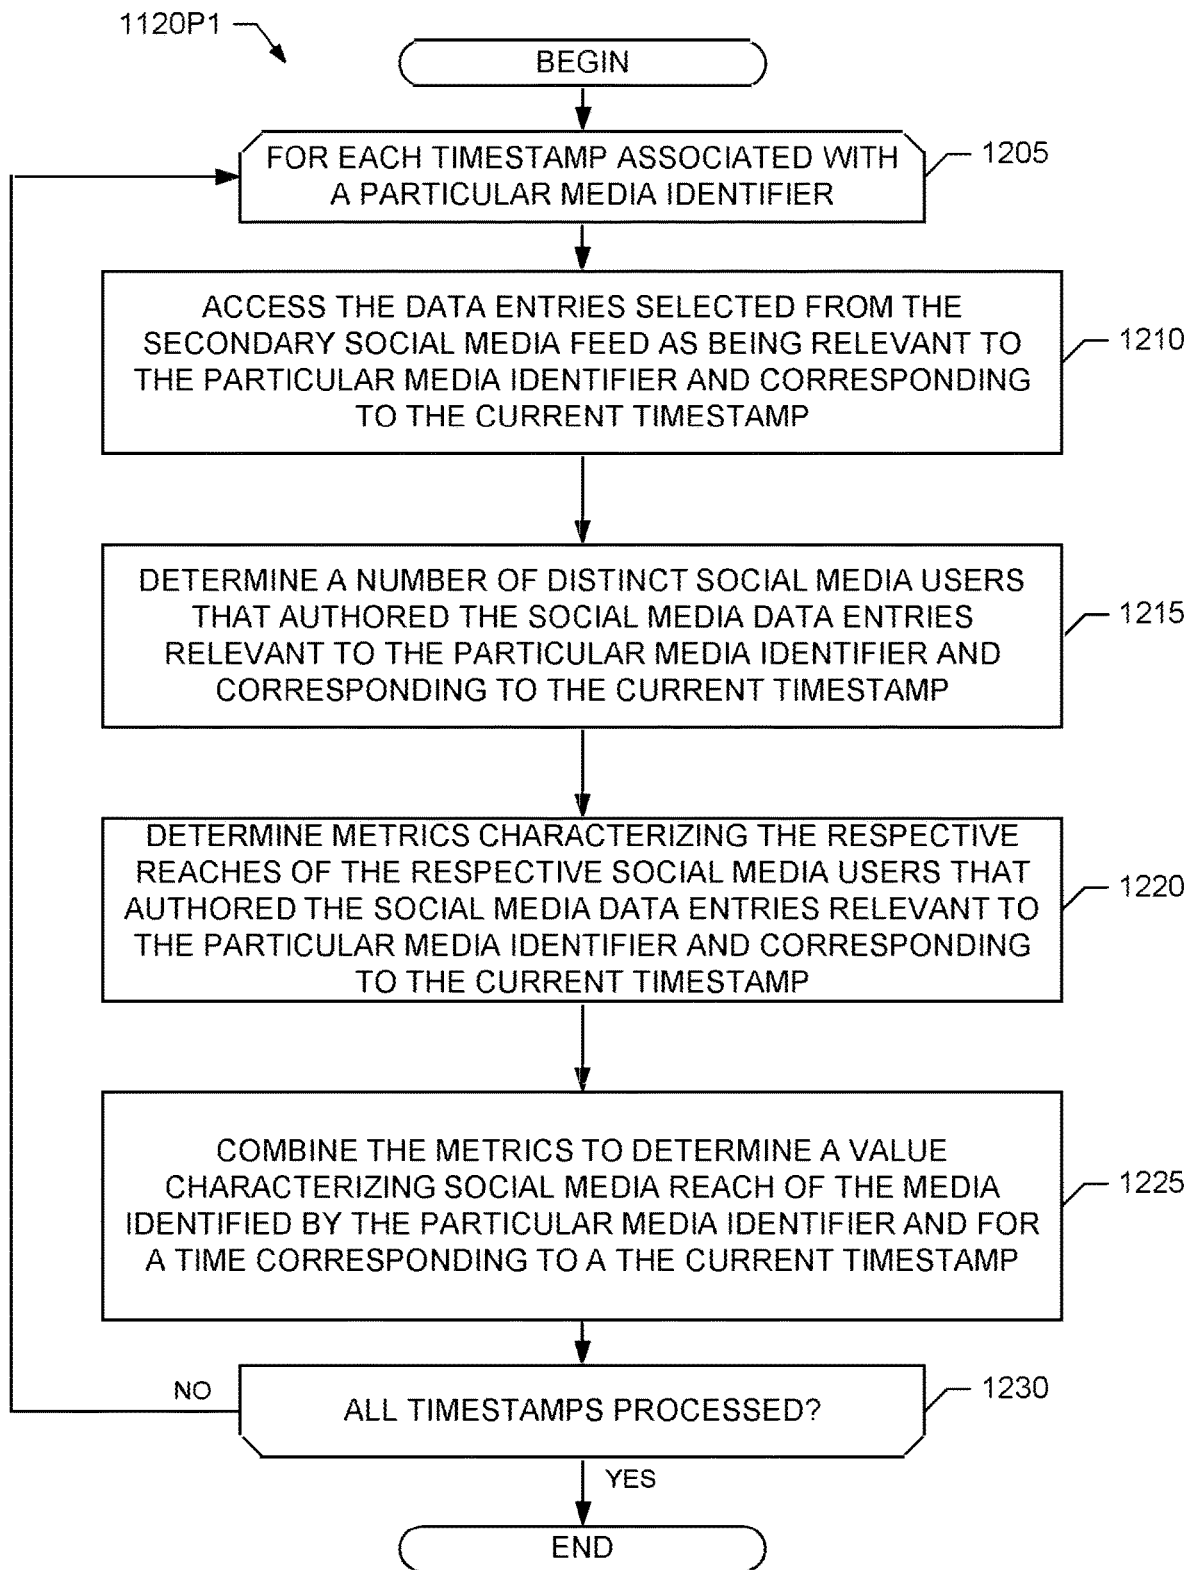 1120P1
BEGIN
FOR EACH TIMESTAMP ASSOCIATED WITH
A PARTICULAR MEDIA IDENTIFIER
1205
ACCESS THE DATA ENTRIES SELECTED FROM THE
SECONDARY SOCIAL MEDIA FEED AS BEING RELEVANT TO
THE PARTICULAR MEDIA IDENTIFIER AND CORRESPONDING
TO THE CURRENT TIMESTAMP
1210
DETERMINE A NUMBER OF DISTINCT SOCIAL MEDIA USERS
THAT AUTHORED THE SOCIAL MEDIA DATA ENTRIES
RELEVANT TO THE PARTICULAR MEDIA IDENTIFIER AND
CORRESPONDING TO THE CURRENT TIMESTAMP
1215
DETERMINE METRICS CHARACTERIZING THE RESPECTIVE
REACHES OF THE RESPECTIVE SOCIAL MEDIA USERS THAT
AUTHORED THE SOCIAL MEDIA DATA ENTRIES RELEVANT TO
THE PARTICULAR MEDIA IDENTIFIER AND CORRESPONDING
TO THE CURRENT TIMESTAMP
1220
COMBINE THE METRICS TO DETERMINE A VALUE
CHARACTERIZING SOCIAL MEDIA REACH OF THE MEDIA
IDENTIFIED BY THE PARTICULAR MEDIA IDENTIFIER AND FOR
A TIME CORRESPONDING TO A THE CURRENT TIMESTAMP
1225
NO
ALL TIMESTAMPS PROCESSED?
1230
YES
END